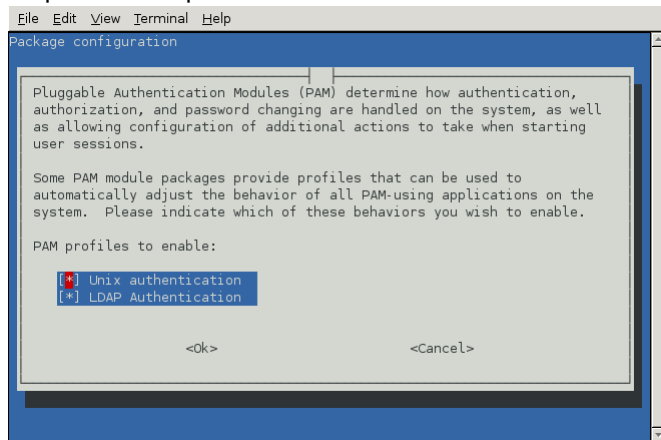 File Edit View Terminal Help
Package configuration
Pluggable Authentication Modules (PAM) determine how authentication,
authorization, and password changing are handled on the system, as well
as allowing configuration of additional actions to take when starting
user sessions.
Some PAM module packages provide profiles that can be used to
automatically adjust the behavior of all PAM-using applications on the
system.  Please indicate which of these behaviors you wish to enable.
PAM profiles to enable:
[*] Unix authentication
[*] LDAP Authentication
<Ok> <Cancel>